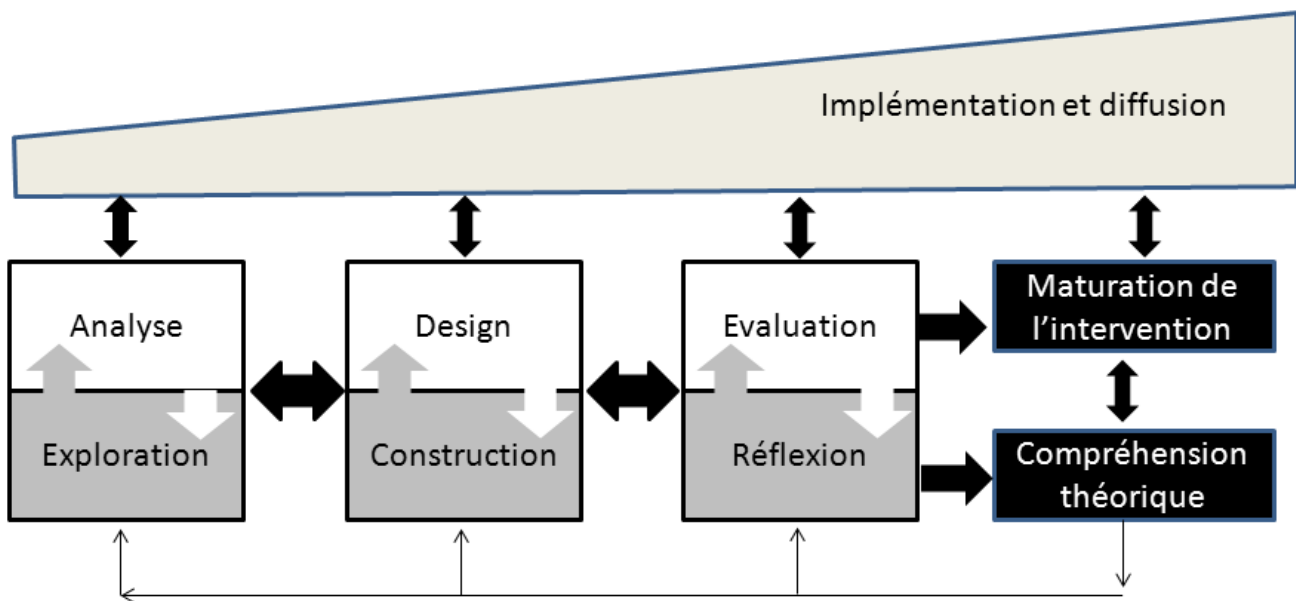 Implémentation et diffusion
Analyse
Exploration
Design
Construction
Evaluation
Réflexion
Maturation de
l'intervention
Compréhension
théorique